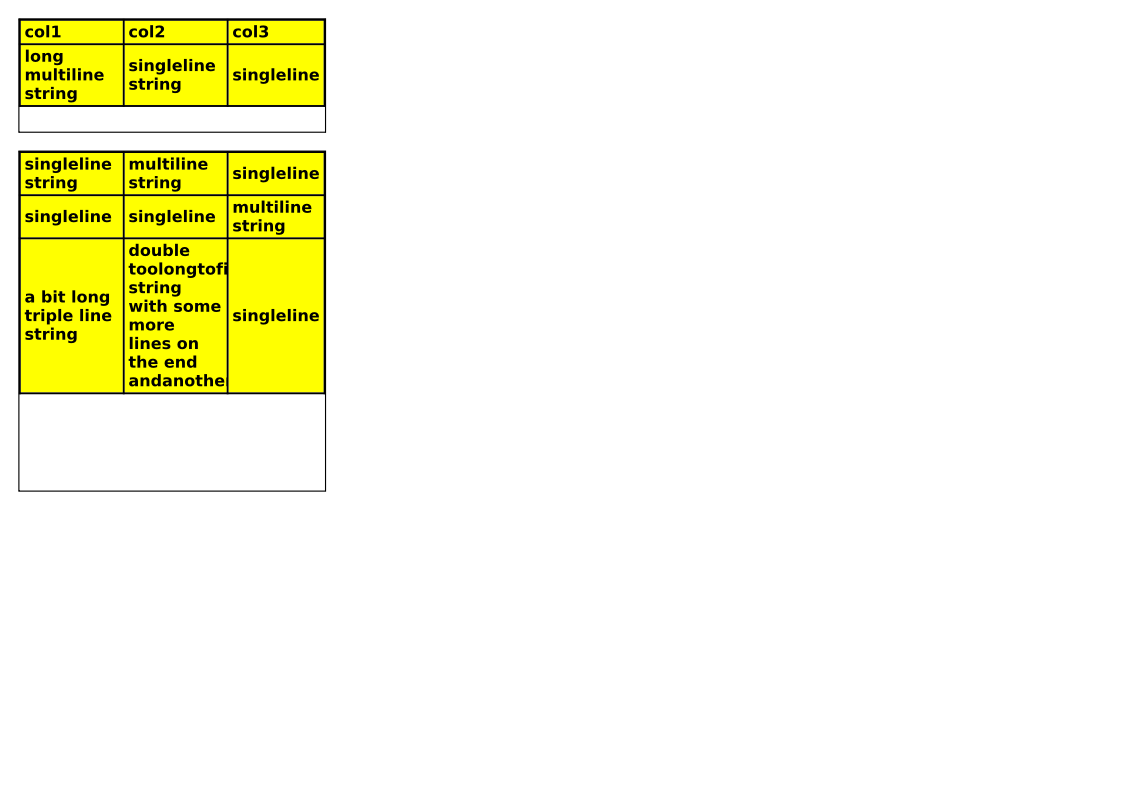 col1 col2 col3
long
multiline
string
singleline
string
singleline
singleline
string
multiline
string
singleline
singleline
singleline
multiline
string
a bit long
triple line
string
double
toolongtofi
string
with some
more
lines on
the end
andanothe
singleline